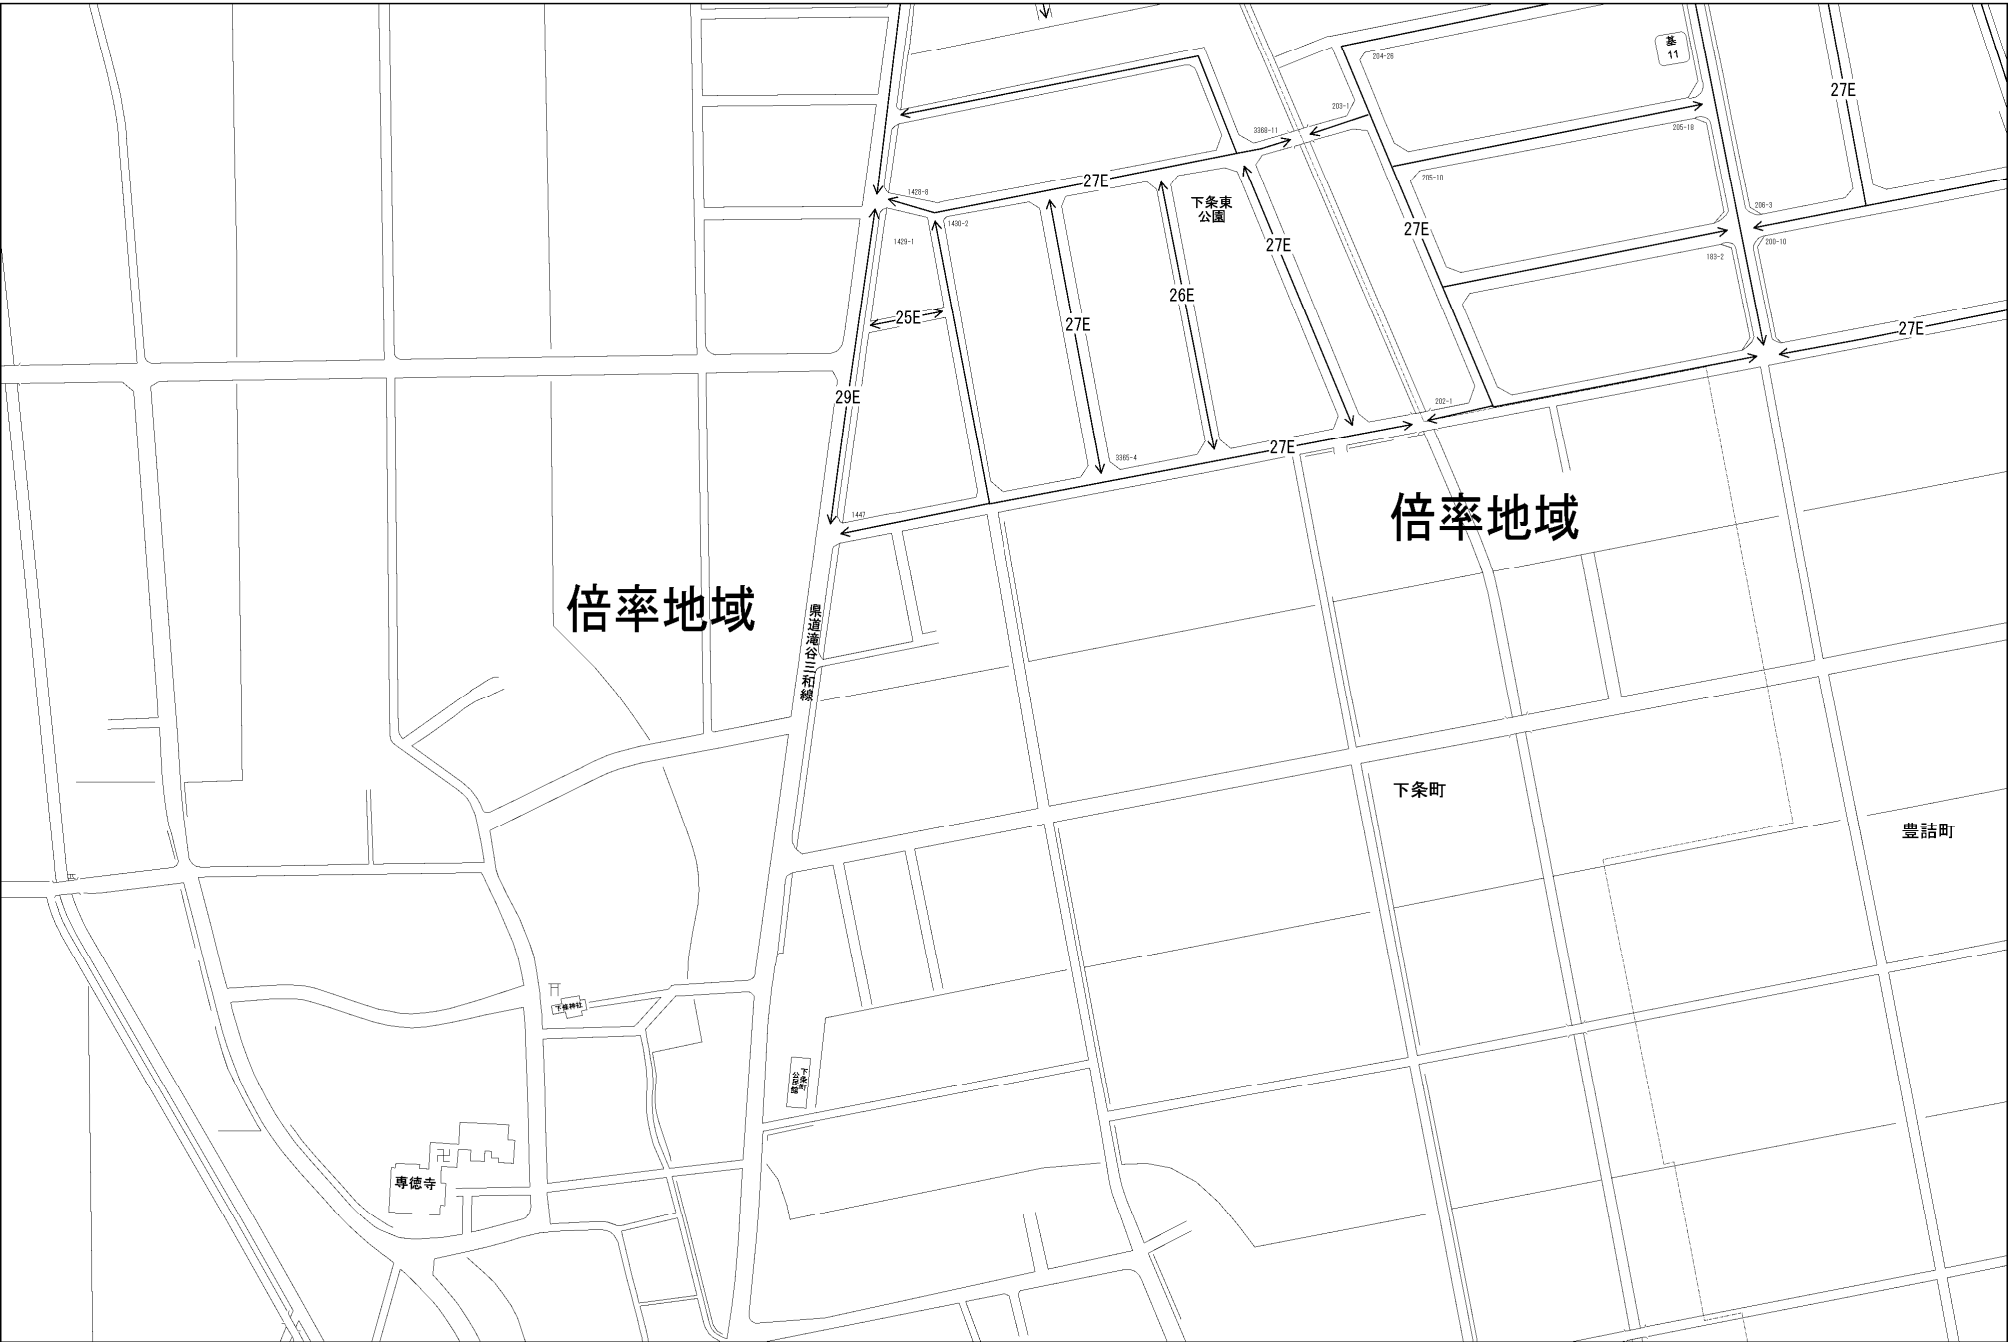 墓
11
204-26
27E
203-1
3368-11
205-18
205-10
27E
1428-8
下条東
公園
206-3
1430-2
27E
1429-1
27E
200-10
183-2
26E
25E
27E
27E
29E
202-1
27E
3365-4
1447
倍率地域
倍率地域
県道滝谷三和線
下条町
豊詰町
下條神社
下条町
公民館
専徳寺